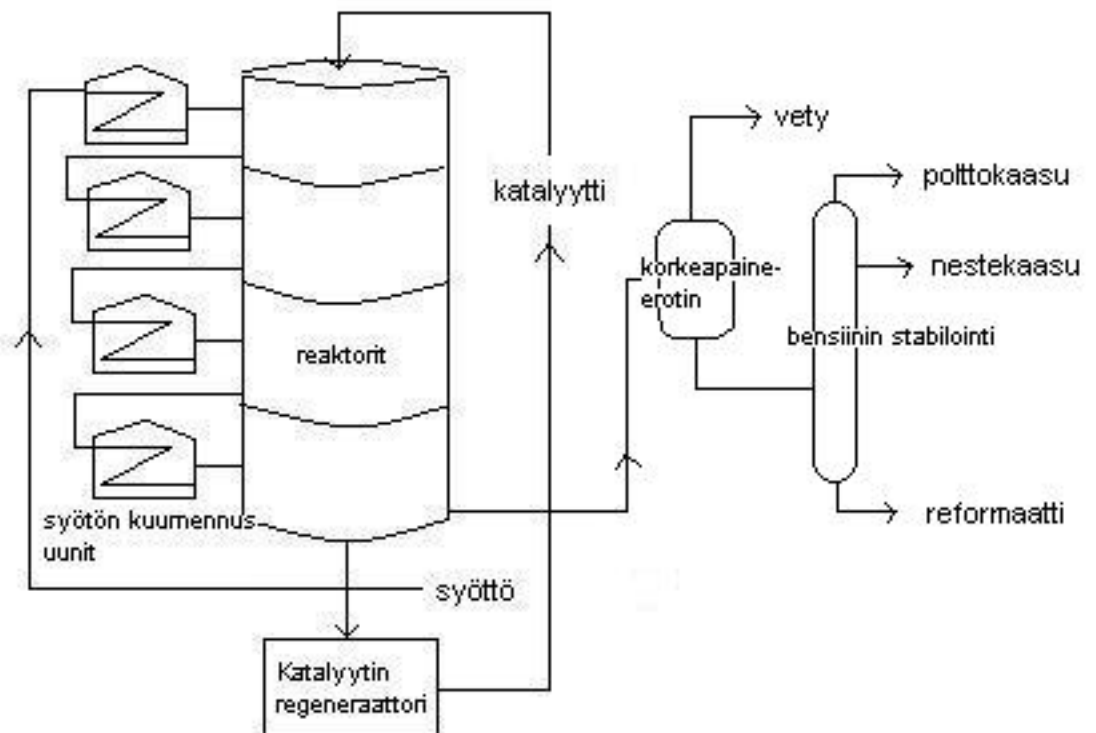 vety
polttokaasu
katalyytti
nestekaasu
korkeapaine-
erotin
bensiinin stabilointi
reaktorit
reformaatti
syötön kuumennus
uunit
syöttö
Katalyytin
regeneraattori